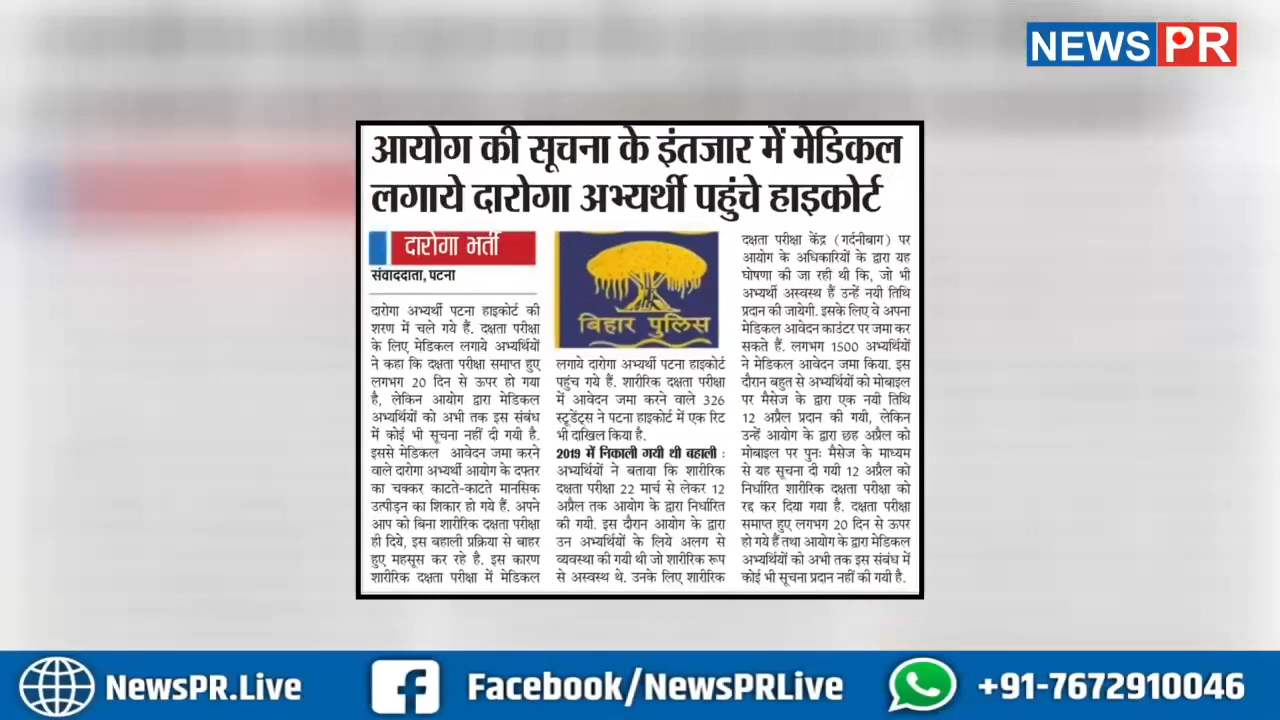 NEWS PR
आयोग की सूचना के इंतजार में मेडिकल
लगाये दारोगा अभ्यर्थी पहुंचे हाइकोर्ट
दारोगा भर्ती
संवाददाता, पटना
दारोगा अभ्यर्थी पटना हाइकोर्ट की
शरण में चले गये हैं. दक्षता परीक्षा
के लिए मेडिकल लगाये अभ्यर्थियों
ने कहा कि दक्षता परीक्षा समाप्त हुए
लगभग 20 दिन से ऊपर हो गया
है, लेकिन आयोग द्वारा मेडिकल
अभ्यर्थियों को अभी तक इस संबंध
में कोई भी सूचना नहीं दी गयी है.
इससे मेडिकल आवेदन जमा करने
वाले दारोगा अभ्यर्थी आयोग के दफ्तर
का चक्कर काटते-काटते मानसिक
उत्पीड़न का शिकार हो गये हैं. अपने
आप को बिना शारीरिक दक्षता परीक्षा
ही दिये, इस बहाली प्रक्रिया से बाहर
हुए महसूस कर रहे है. इस कारण
शारीरिक दक्षता परीक्षा में मेडिकल
बिहार पुलिस
लगाये दारोगा अभ्यर्थी पटना हाइकोर्ट
पहुंच गये हैं. शारीरिक दक्षता परीक्षा
में आवेदन जमा करने वाले 326
स्टूडेंट्स ने पटना हाइकोर्ट में एक रिट
भी दाखिल किया है.
2019 में निकाली गयी थी बहाली :
अभ्यर्थियों ने बताया कि शारीरिक
दक्षता परीक्षा 22 मार्च से लेकर 12
अप्रैल तक आयोग के द्वारा निर्धारित
की गयी. इस दौरान आयोग के द्वारा
उन अभ्यर्थियों के लिये अलग से
व्यवस्था की गयी थी जो शारीरिक रूप
से अस्वस्थ थे. उनके लिए शारीरिक
दक्षता परीक्षा केंद्र (गर्दनीबाग) पर
आयोग के अधिकारियों के द्वारा यह
घोषणा की जा रही थी कि, जो भी
अभ्यर्थी अस्वस्थ हैं उन्हें नयी तिथि
प्रदान की जायेगी. इसके लिए वे अपना
मेडिकल आवेदन काउंटर पर जमा कर
सकते हैं. लगभग 1500 अभ्यर्थियों
ने मेडिकल आवेदन जमा किया. इस
दौरान बहुत से अभ्यर्थियों को मोबाइल
पर मैसेज के द्वारा एक नयी तिथि
12 अप्रैल प्रदान की गयी, लेकिन
उन्हें आयोग के द्वारा छह अप्रैल को
मोबाइल पर पुनः मैसेज के माध्यम
से यह सूचना दी गयी 12 अप्रैल को
निर्धारित शारीरिक दक्षता परीक्षा को
रद्द कर दिया गया है. दक्षता परीक्षा
समाप्त हुए लगभग 20 दिन से ऊपर
हो गये हैं तथा आयोग के द्वारा मेडिकल
अभ्यर्थियों को अभी तक इस संबंध में
कोई भी सूचना प्रदान नहीं की गयी है.
NewsPR.Live
Facebook/NewsPRLive
+91-7672910046